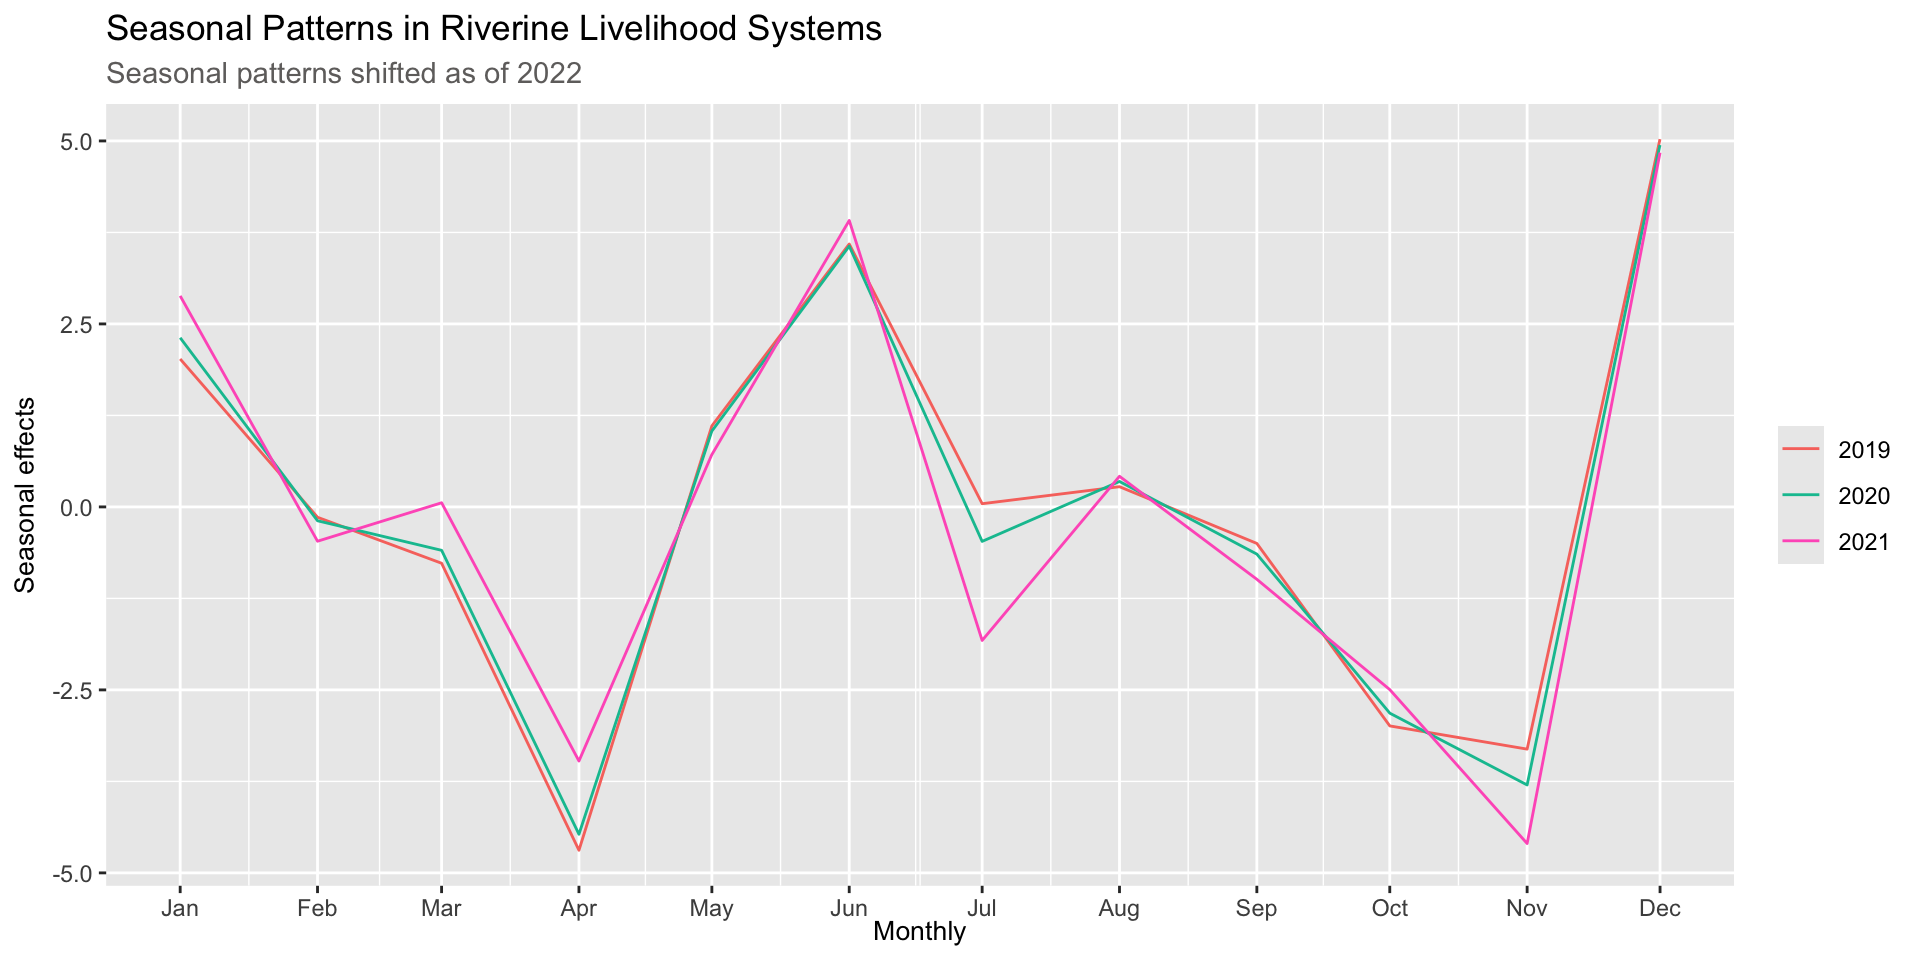 Seasonal Patterns in Riverine Livelihood Systems
Seasonal patterns shifted as of 2022
Seasonal effects
5.0
2.5
0.0
-2.5
-5.0
Jan Feb Mar Apr May Jun Jul Aug Sep Oct Nov Dec
Monthly
2019
2020
2021